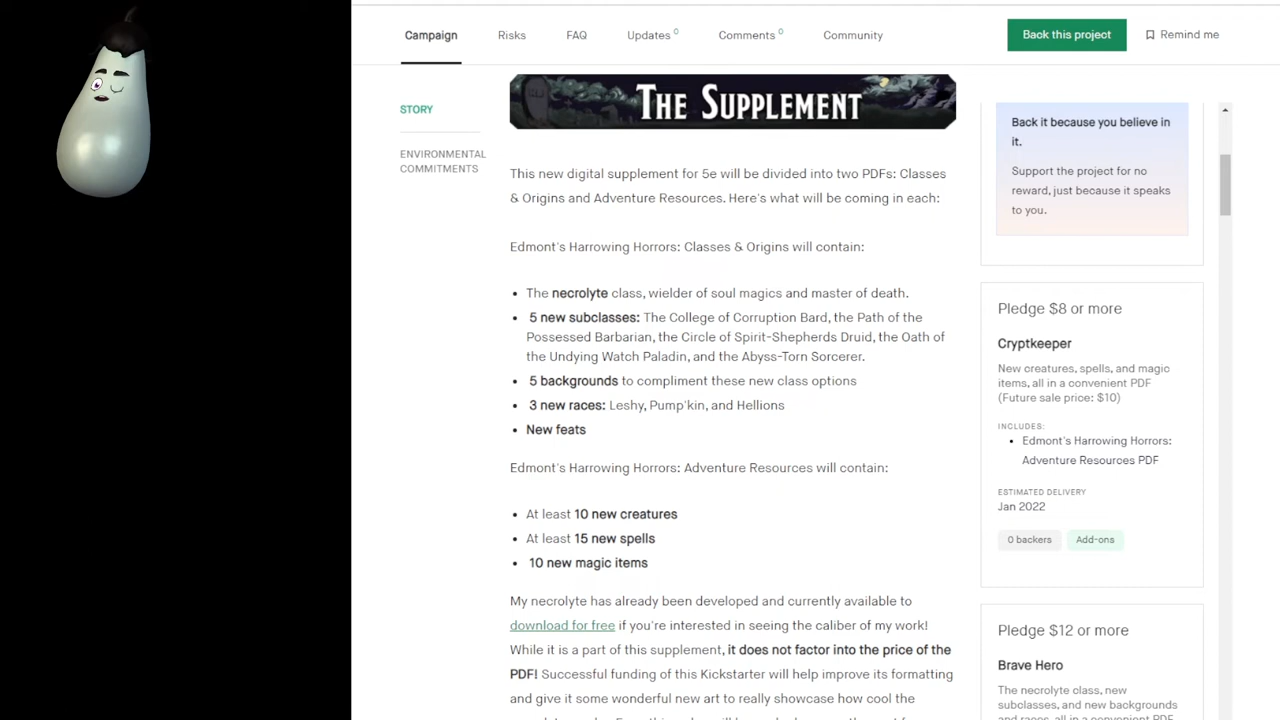 Campaign
Risks
FAQ
Updates 0
Comments 0
Community
Back this project
Remind me
STORY
ENVIRONMENTAL
COMMITMENTS
The Supplement
This new digital supplement for 5e will be divided into two PDFs: Classes
& Origins and Adventure Resources. Here's what will be coming in each:
Edmont's Harrowing Horrors: Classes & Origins will contain:
• The necrolyte class, wielder of soul magics and master of death.
• 5 new subclasses: The College of Corruption Bard, the Path of the
Possessed Barbarian, the Circle of Spirit-Shepherds Druid, the Oath of
the Undying Watch Paladin, and the Abyss-Torn Sorcerer.
• 5 backgrounds to compliment these new class options
• 3 new races: Leshy, Pump'kin, and Hellions
• New feats
Edmont's Harrowing Horrors: Adventure Resources will contain:
• At least 10 new creatures
• At least 15 new spells
• 10 new magic items
My necrolyte has already been developed and currently available to
download for free if you're interested in seeing the caliber of my work!
While it is a part of this supplement, it does not factor into the price of the
PDF! Successful funding of this Kickstarter will help improve its formatting
and give it some wonderful new art to really showcase how cool the
Back it because you believe in
it.
Support the project for no
reward, just because it speaks
to you.
Pledge $8 or more
Cryptkeeper
New creatures, spells, and magic
items, all in a convenient PDF
(Future sale price: $10)
INCLUDES:
• Edmont's Harrowing Horrors:
Adventure Resources PDF
ESTIMATED DELIVERY
Jan 2022
0 backers
Add-ons
Pledge $12 or more
Brave Hero
The necrolyte class, new
subclasses, and new backgrounds
and races, all in a convenient PDF